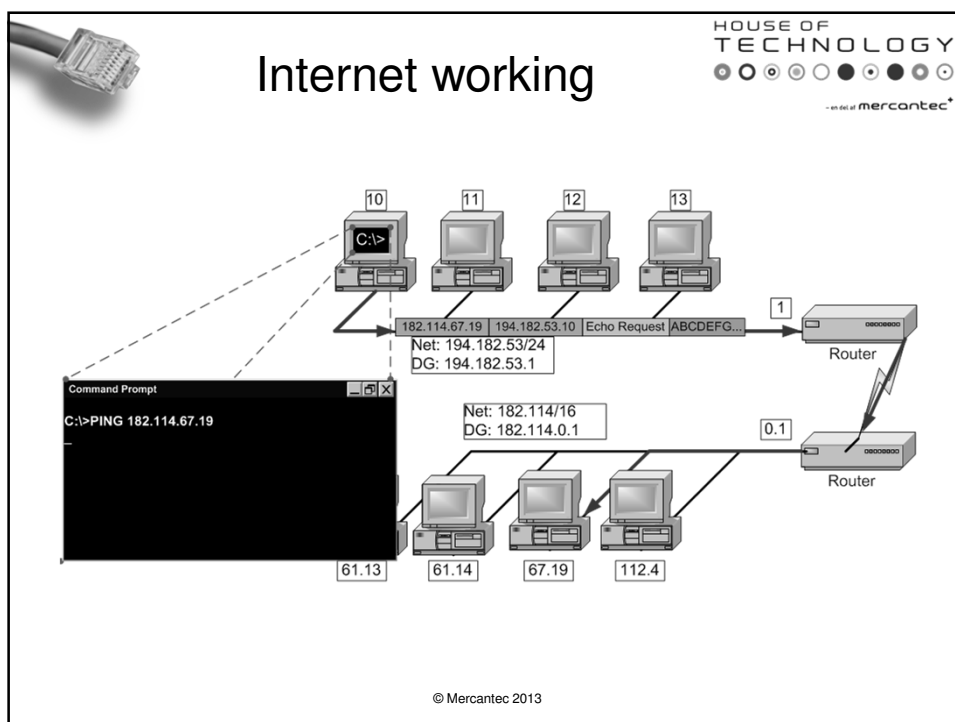 Internet working
HOUSE OF
TECHNOLOGY
- en del af mercantec+
10
11
12
13
C:\>
1
182.114.67.19 194.182.53.10 Echo Request ABCDEFG...
Net: 194.182.53/24
DG: 194.182.53.1
Router
Command Prompt
C:\>PING 182.114.67.19
_
Net: 182.114/16
DG: 182.114.0.1
0.1
Router
61.13
61.14
67.19
112.4
© Mercantec 2013